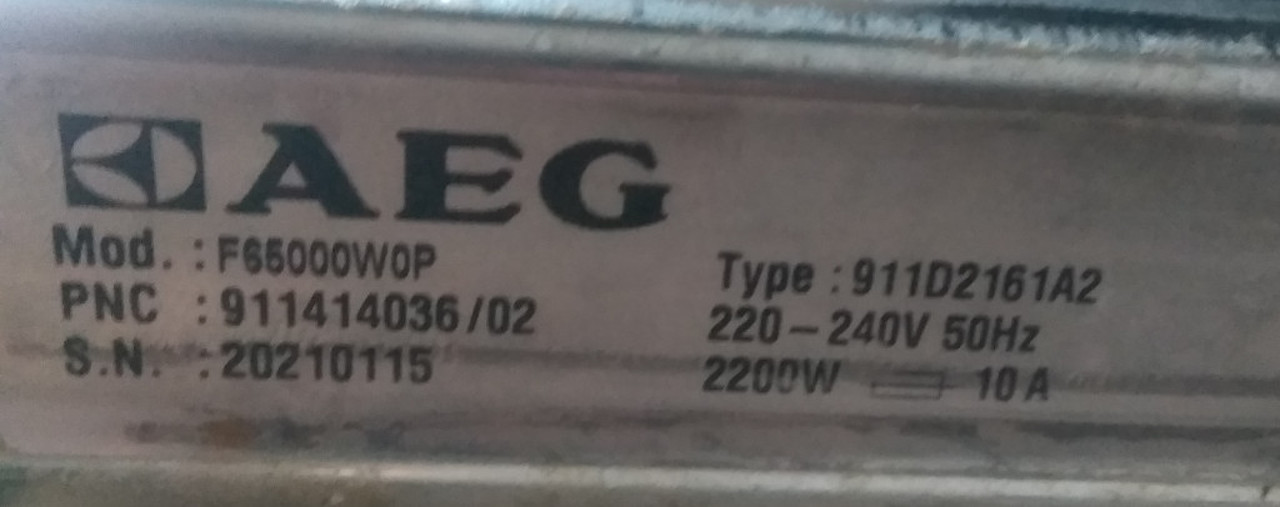 AEG
Mod. : F65000W0P
PNC : 911414036/02
S.N. : 20210115
Type : 911D2161A2
220-240V 50Hz
2200W 10 A